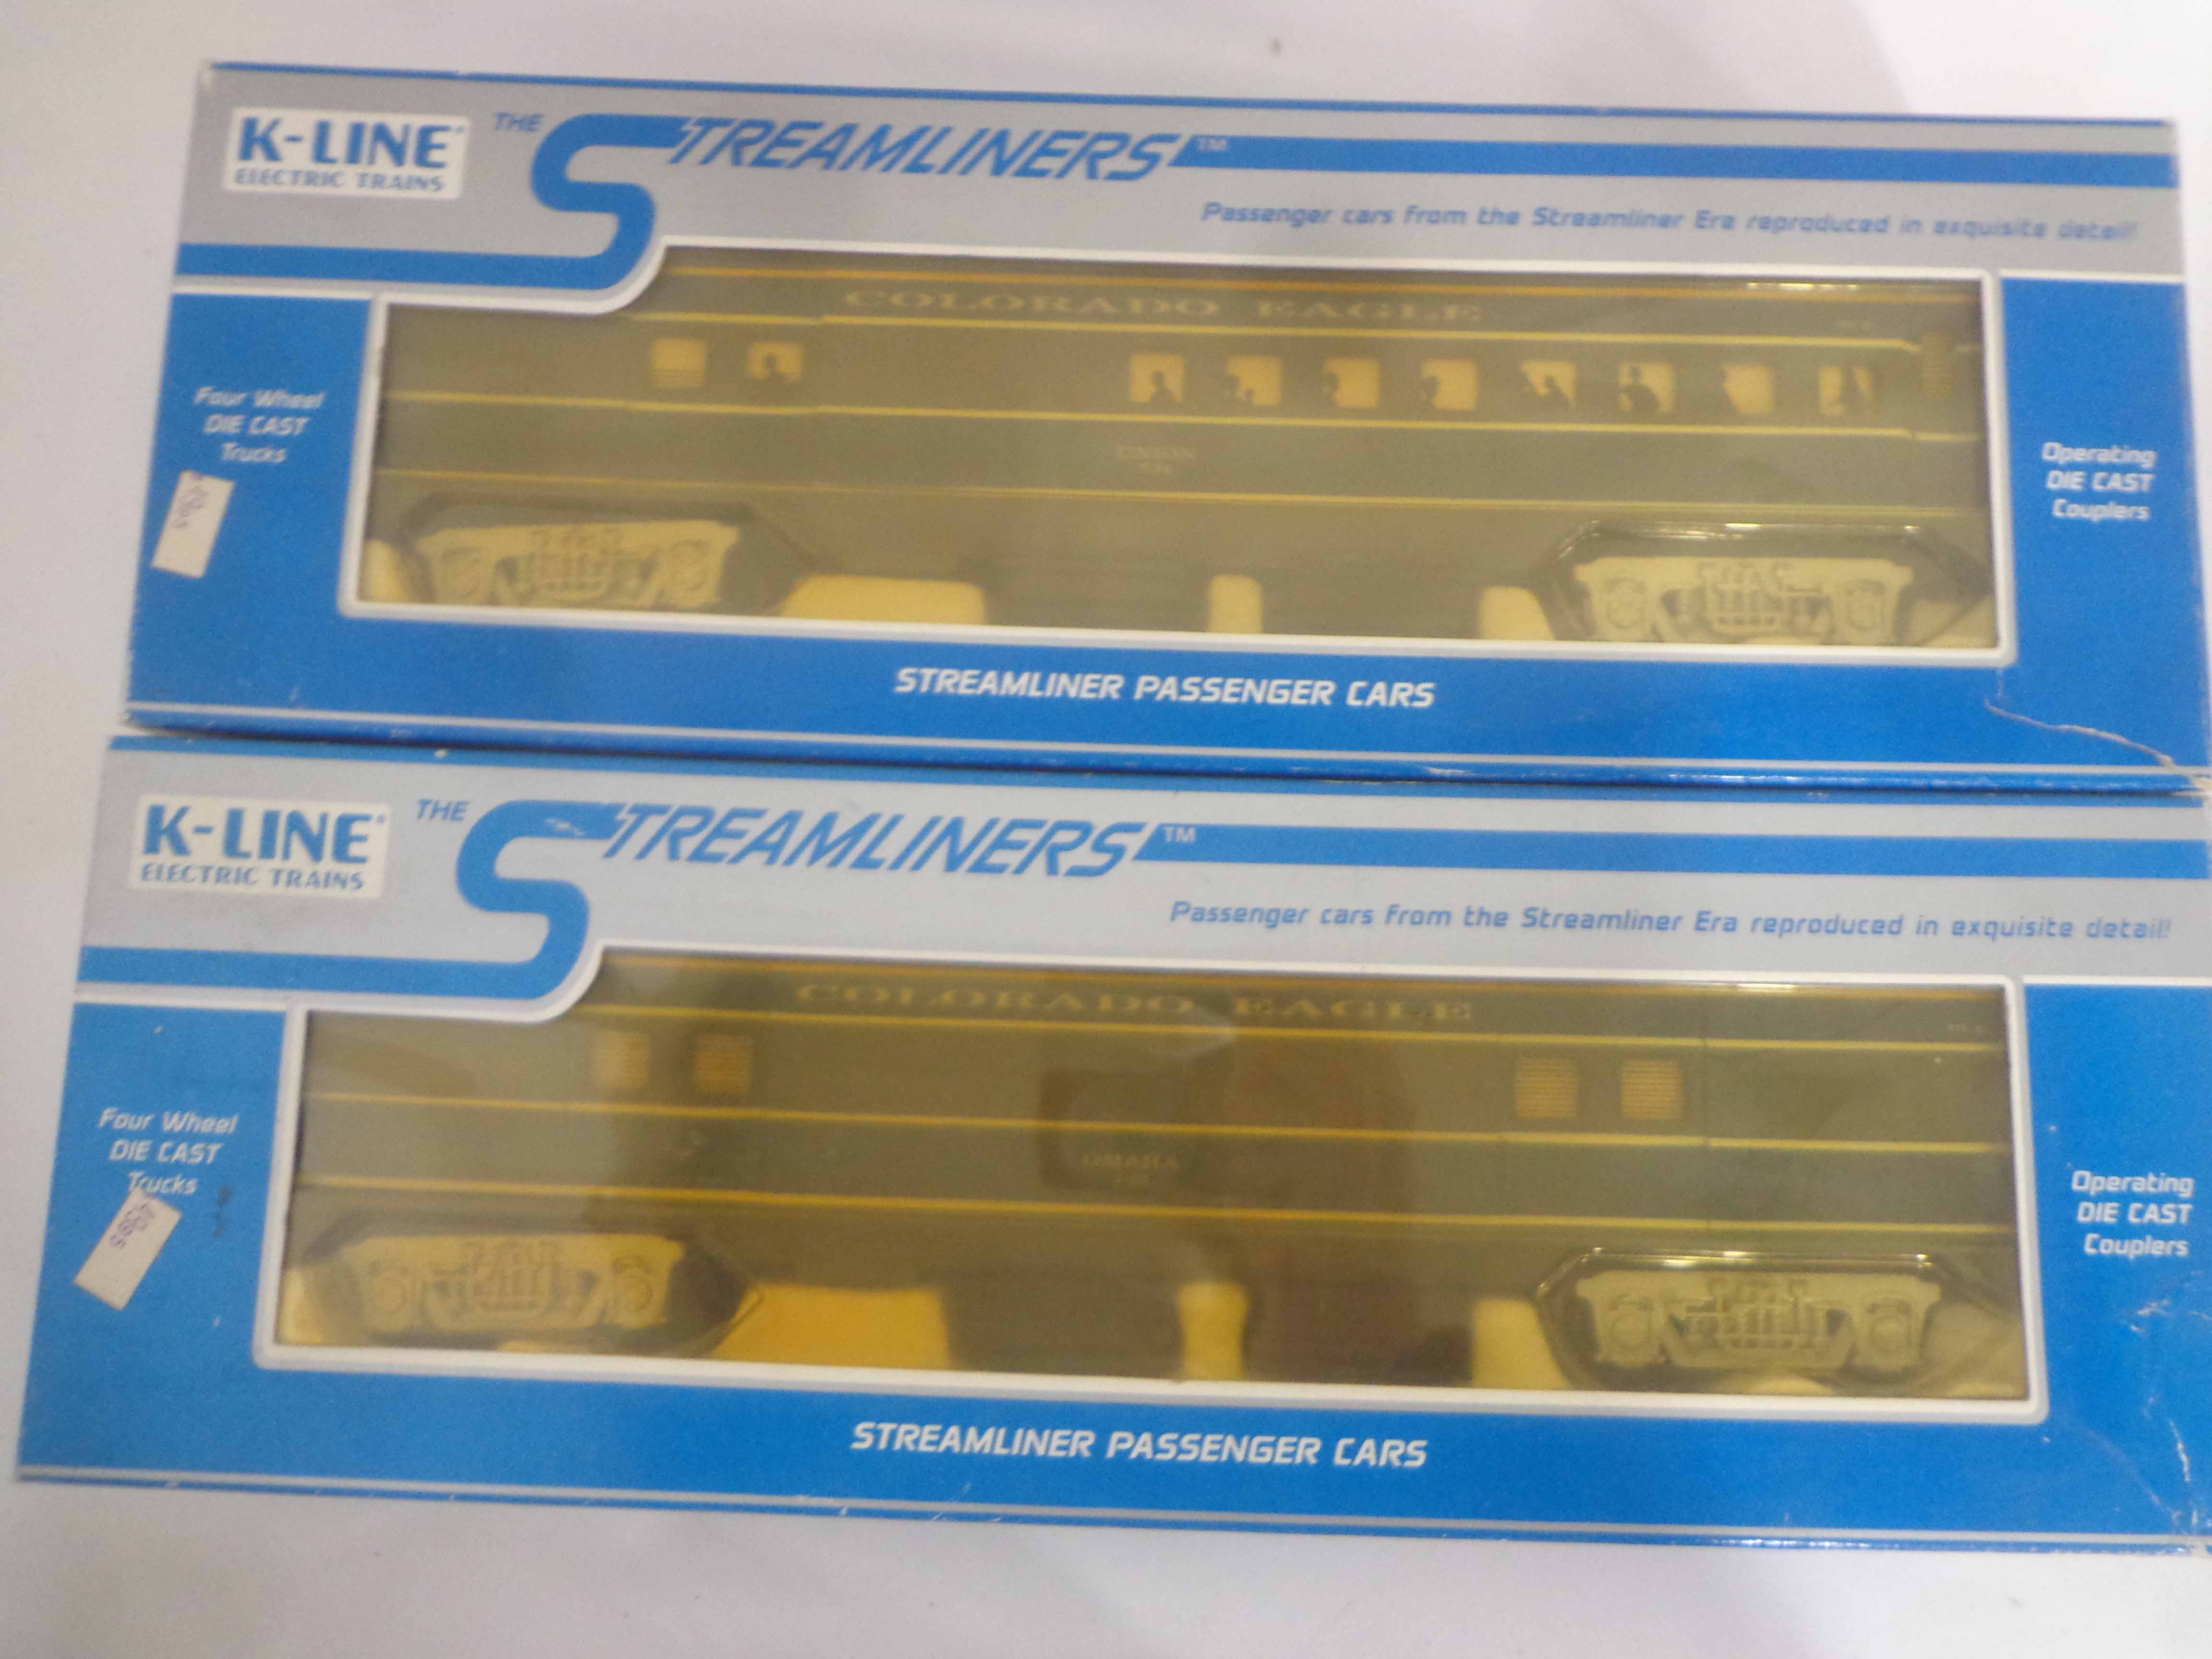 K-LINE
ELECTRIC TRAINS
THE STREAMLINERS™
Passenger cars from the Streamliner Era reproduced in exquisite detail!
COLORADO EAGLE
UNION
Four Wheel
DIE CAST
Trucks
Operating
DIE CAST
Couplers
STREAMLINER PASSENGER CARS
K-LINE
ELECTRIC TRAINS
THE STREAMLINERS™
Passenger cars from the Streamliner Era reproduced in exquisite detail!
COLORADO EAGLE
OMAHA
Four Wheel
DIE CAST
Trucks
Operating
DIE CAST
Couplers
STREAMLINER PASSENGER CARS